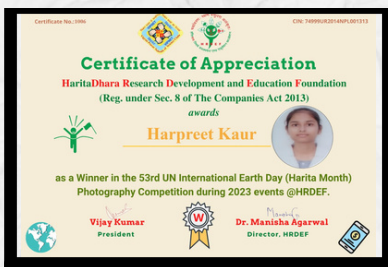 Certificate No.:1996
CIN: 74999UR2014NPL001313
HRDEF
Certificate of Appreciation
HaritaDhara Research Development and Education Foundation
(Reg. under Sec. 8 of The Companies Act 2013)
awards
Harpreet Kaur
as a Winner in the 53rd UN International Earth Day (Harita Month)
Photography Competition during 2023 events @HRDEF.
Vijay Kumar
President
W
Dr. Manisha Agarwal
Director, HRDEF